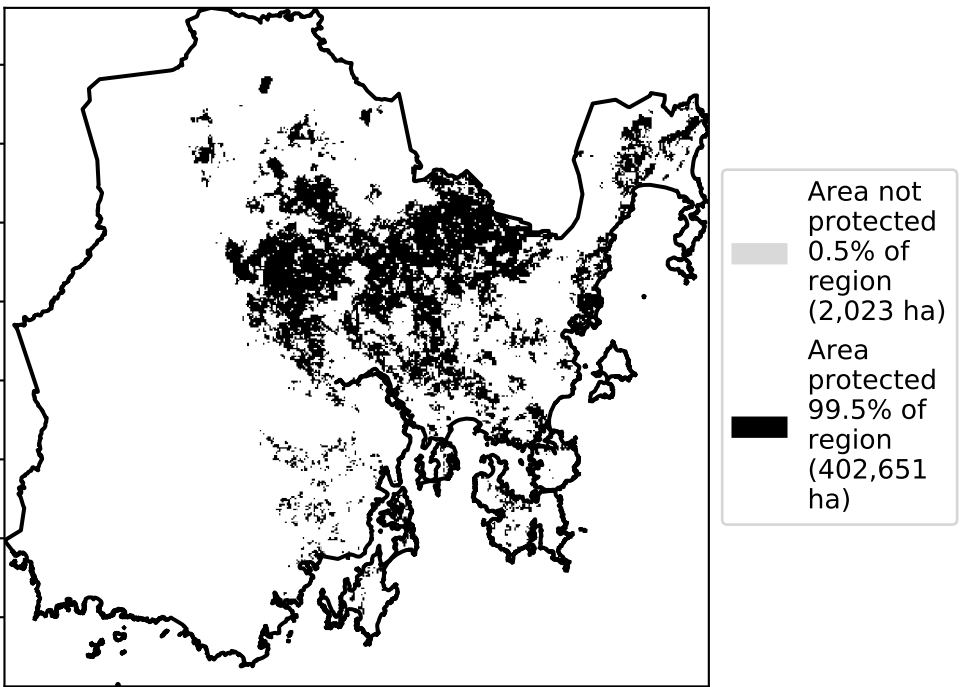 Area not
protected
0.5% of
region
(2,023 ha)
Area
protected
99.5% of
region
(402,651
ha)